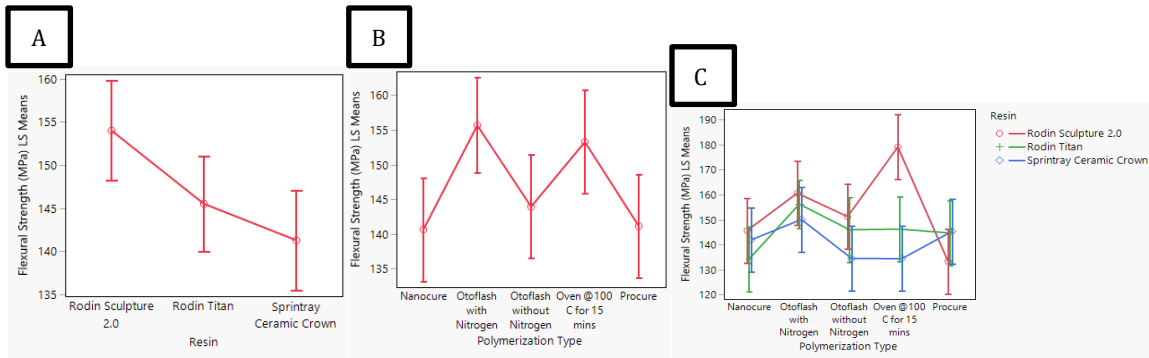 A
B
C
Flexural Strength (MPa) LS Means
160
155
150
145
140
135
Rodin Sculpture
2.0
Rodin Titan
Sprintray
Ceramic Crown
Resin
Flexural Strength (MPa) LS Means
160
155
150
145
140
135
Nanocure
Otoflash
with
Nitrogen
Otoflash
without
Nitrogen
Oven @100
C for 15
mins
Procure
Polymerization Type
Flexural Strength (MPa) LS Means
190
180
170
160
150
140
130
120
Nanocure
Otoflash
with
Nitrogen
Otoflash
without
Nitrogen
Oven @100
C for 15
mins
Procure
Polymerization Type
Resin
Rodin Sculpture 2.0
Rodin Titan
Sprintray Ceramic Crown